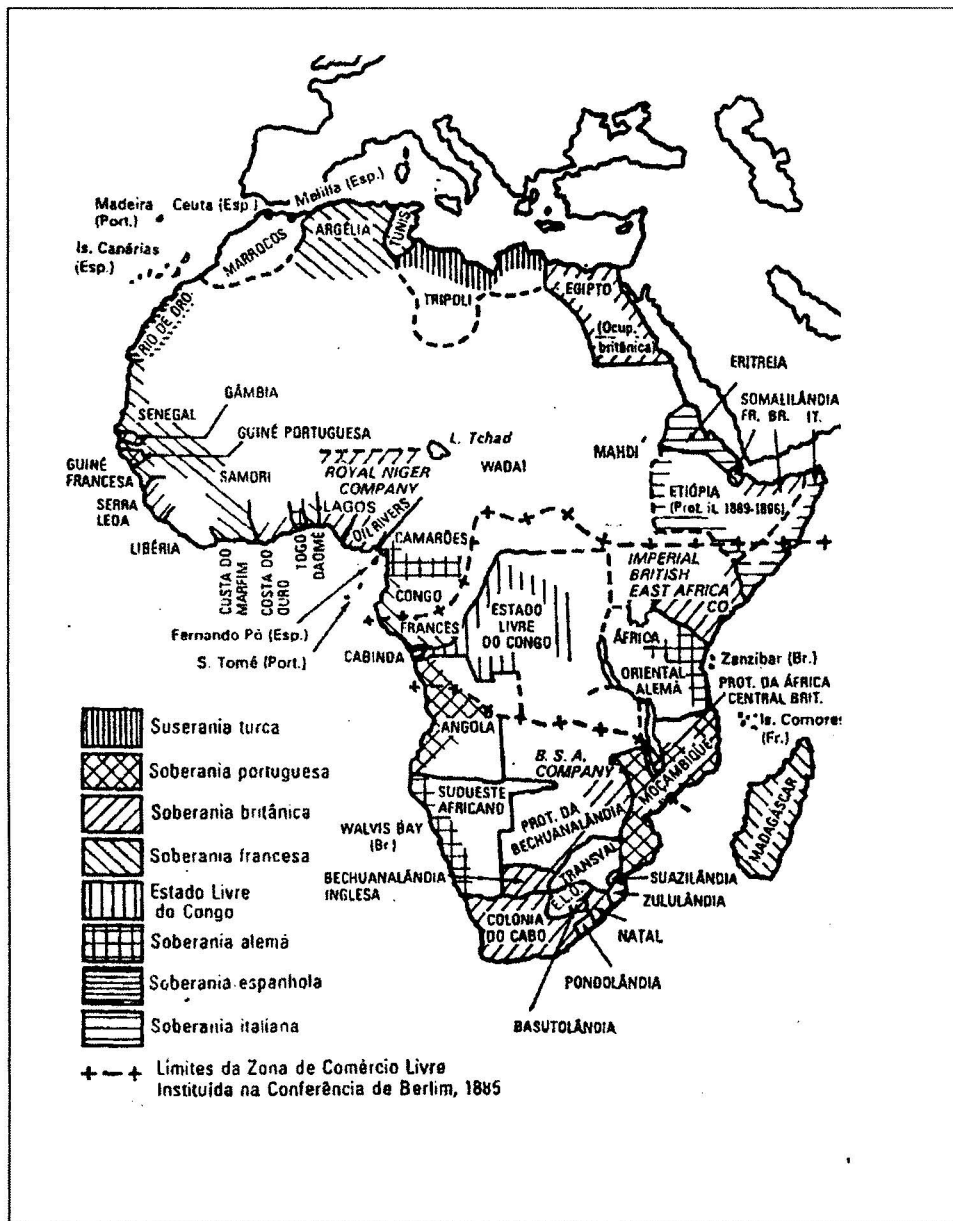 Madeira
(Port.)
Ceuta (Esp.)
Melilla (Esp.)
Is. Canárias
(Esp.)
MARROCOS
ARGÉLIA
TUNIS
TRIPOLI
EGIPTO
(Ocup.
britânica)
RIO DE ORO
ERITREIA
SOMALILÂNDIA
FR. BR. IT.
GÂMBIA
SENEGAL
GUINÉ PORTUGUESA
L. Tchad
MAHDI
WADAI
GUINÉ
FRANCESA
SAMORI
ROYAL NIGER
COMPANY
ETIÓPIA
(Prot. it. 1889-1896)
SERRA
LEOA
LAGOS
OIL RIVERS
LIBÉRIA
CAMARÕES
COSTA DO
MARFIM
COSTA DO
OURO
TOGO
DAOMÉ
IMPERIAL
BRITISH
EAST AFRICA
CO.
CONGO
FRANCÊS
ESTADO
LIVRE
DO CONGO
Fernando Pó (Esp.)
S. Tomé (Port.)
CABINDA
ÁFRICA
ORIENTAL
ALEMÃ
Zanzibar (Br.)
PROT. DA ÁFRICA
CENTRAL BRIT.
Is. Comores
(Fr.)
ANGOLA
B. S. A.
COMPANY
MOÇAMBIQUE
SUDUESTE
AFRICANO
PROT. DA
BECHUANALÂNDIA
MADAGÁSCAR
WALVIS BAY
(Br.)
TRANSVAL
BECHUANALÂNDIA
INGLESA
E.L.O.
SUAZILÂNDIA
ZULULÂNDIA
COLONIA
DO CABO
NATAL
PONDOLÂNDIA
BASUTOLÂNDIA
Suserania turca
Soberania portuguesa
Soberania britânica
Soberania francesa
Estado Livre
do Congo
Soberania alemã
Soberania espanhola
Soberania italiana
Límites da Zona de Comércio Livre
Instituída na Conferência de Berlim, 1885